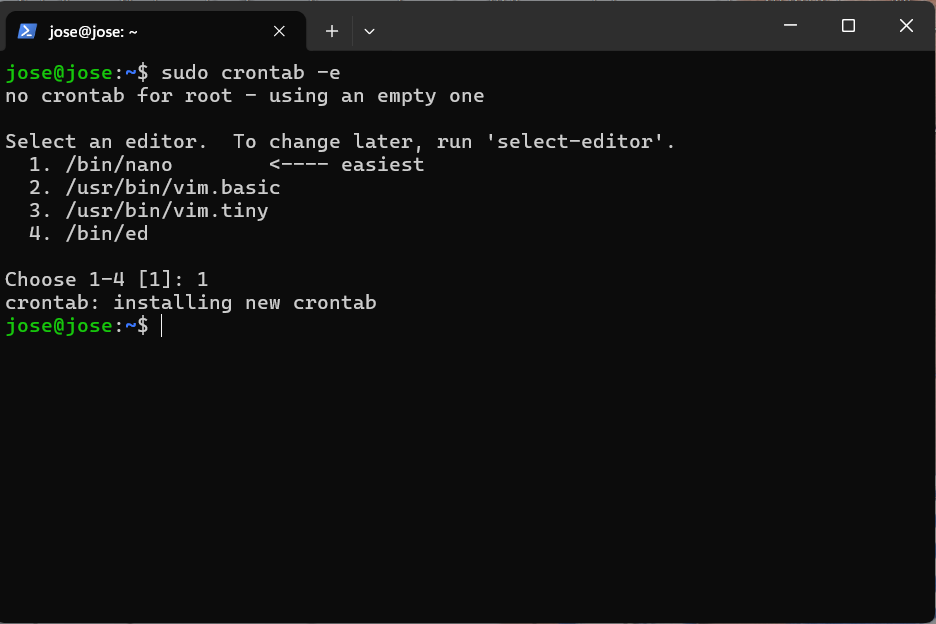 jose@jose: ~
jose@jose:~$ sudo crontab -e
no crontab for root - using an empty one
Select an editor.  To change later, run 'select-editor'.
  1. /bin/nano        <---- easiest
  2. /usr/bin/vim.basic
  3. /usr/bin/vim.tiny
  4. /bin/ed
Choose 1-4 [1]: 1
crontab: installing new crontab
jose@jose:~$